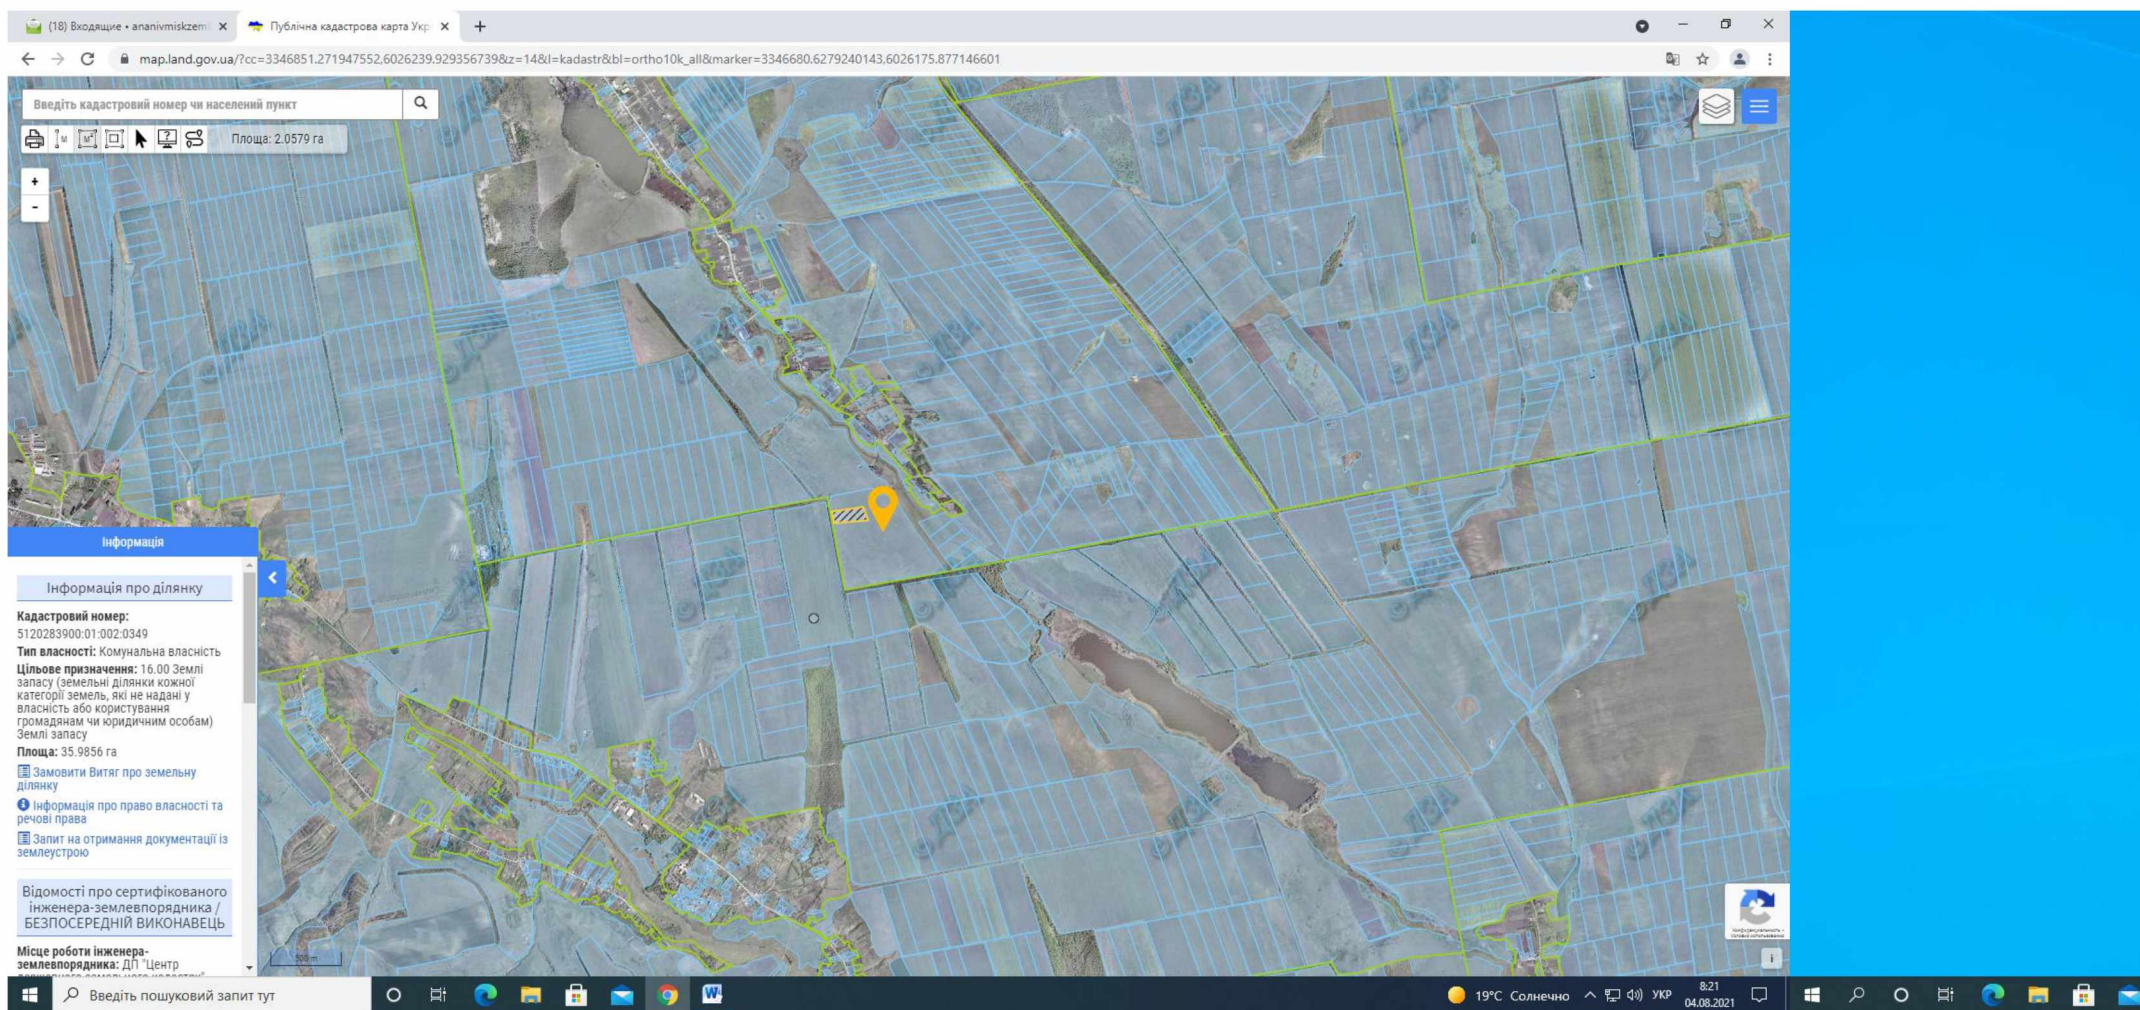 (18) Входящие • ananivmiskzem
Публічна кадастрова карта Укр
map.land.gov.ua/?cc=3346851.271947552,6026239.929356739&z=14&l=kadastr&bl=ortho10k_all&marker=3346680.6279240143,6026175.877146601
Введіть кадастровий номер чи населений пункт
Площа: 2.0579 га
+
-
Інформація
Інформація про ділянку
Кадастровий номер:
5120283900:01:002:0349
Тип власності: Комунальна власність
Цільове призначення: 16.00 Землі
запасу (земельні ділянки кожної
категорії земель, які не надані у
власність або користування
громадянам чи юридичним особам)
Землі запасу
Площа: 35.9856 га
Замовити Витяг про земельну
ділянку
Інформація про право власності та
речові права
Запит на отримання документації із
землеустрою
Відомості про сертифікованого
інженера-землевпорядника /
БЕЗПОСЕРЕДНІЙ ВИКОНАВЕЦЬ
Місце роботи інженера-
землевпорядника: ДП "Центр
500 m
Введіть пошуковий запит тут
19°C Солнечно
УКР
8:21
04.08.2021